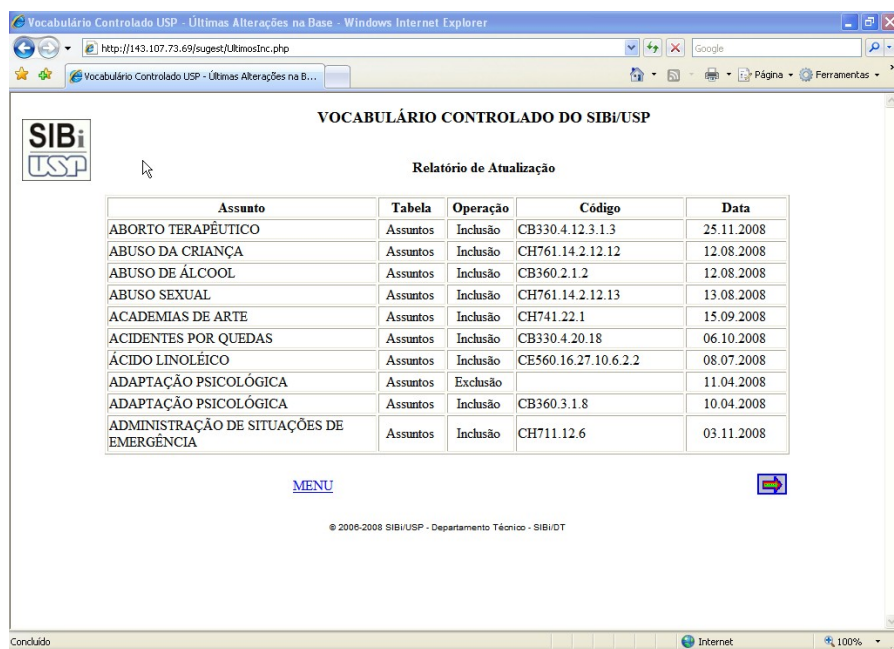 Vocabulário Controlado USP - Últimas Alterações na Base - Windows Internet Explorer
http://143.107.73.69/sugest/UltimosInc.php
Google
Vocabulário Controlado USP - Últimas Alterações na B...
Página
Ferramentas
SIBi
USP
VOCABULÁRIO CONTROLADO DO SIBi/USP
Relatório de Atualização
Assunto Tabela Operação Código Data
ABORTO TERAPÊUTICO Assuntos Inclusão CB330.4.12.3.1.3 25.11.2008
ABUSO DA CRIANÇA Assuntos Inclusão CH761.14.2.12.12 12.08.2008
ABUSO DE ÁLCOOL Assuntos Inclusão CB360.2.1.2 12.08.2008
ABUSO SEXUAL Assuntos Inclusão CH761.14.2.12.13 13.08.2008
ACADEMIAS DE ARTE Assuntos Inclusão CH741.22.1 15.09.2008
ACIDENTES POR QUEDAS Assuntos Inclusão CB330.4.20.18 06.10.2008
ÁCIDO LINOLÉICO Assuntos Inclusão CE560.16.27.10.6.2.2 08.07.2008
ADAPTAÇÃO PSICOLÓGICA Assuntos Exclusão 11.04.2008
ADAPTAÇÃO PSICOLÓGICA Assuntos Inclusão CB360.3.1.8 10.04.2008
ADMINISTRAÇÃO DE SITUAÇÕES DE
EMERGÊNCIA Assuntos Inclusão CH711.12.6 03.11.2008
MENU
© 2006-2008 SIBi/USP - Departamento Técnico - SIBi/DT
Concluído
Internet
100%